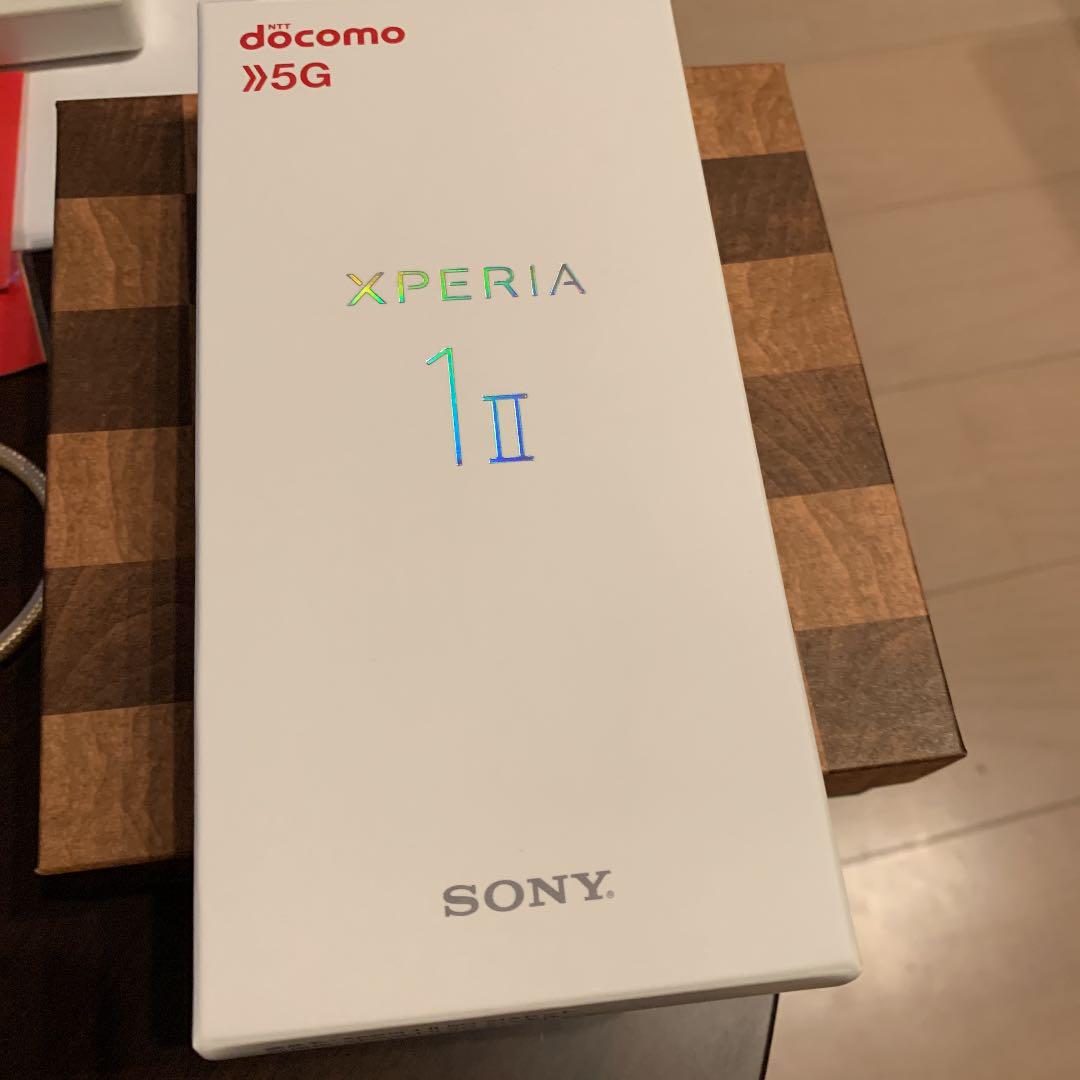 NTT
docomo
5G
XPERIA
1 II
SONY